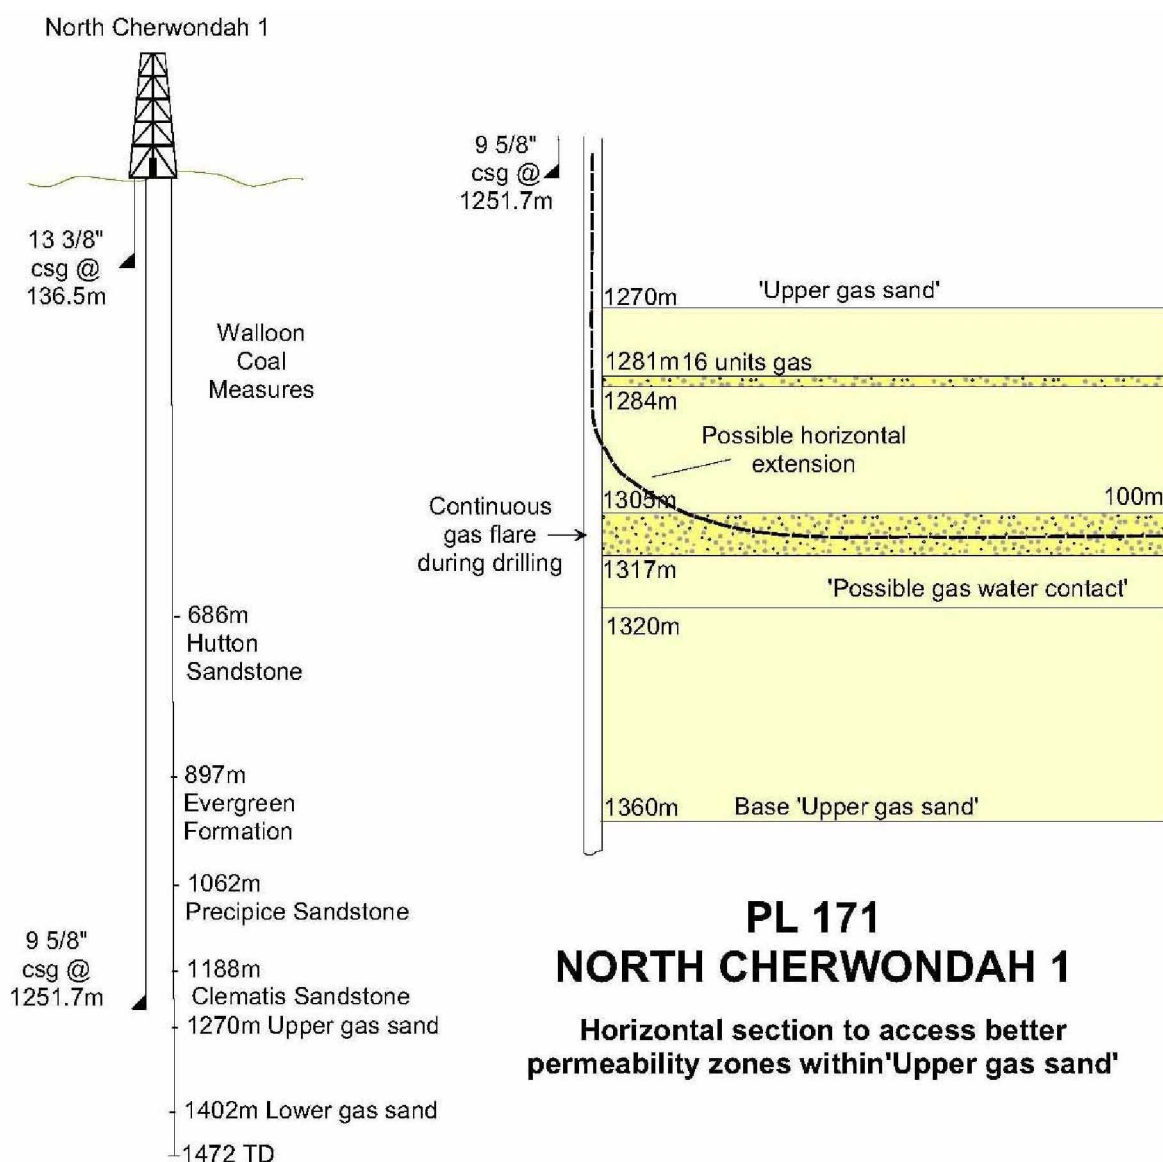 North Cherwondah 1
13 3/8"
csg @
136.5m
Walloon
Coal
Measures
686m
Hutton
Sandstone
897m
Evergreen
Formation
1062m
Precipice Sandstone
9 5/8"
csg @
1251.7m
1188m
Clematis Sandstone
1270m Upper gas sand
1402m Lower gas sand
1472 TD
9 5/8"
csg @
1251.7m
1270m
'Upper gas sand'
1281m 16 units gas
1284m
Possible horizontal
extension
1305m
100m
Continuous
gas flare
during drilling
1317m
'Possible gas water contact'
1320m
1360m
Base 'Upper gas sand'
PL 171
NORTH CHERWONDAH 1
Horizontal section to access better
permeability zones within'Upper gas sand'